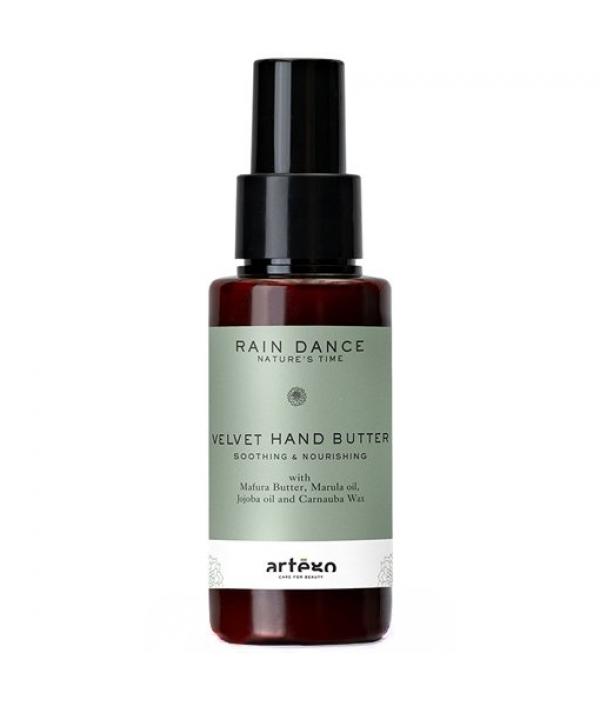 RAIN DANCE
NATURE'S TIME
VELVET HAND BUTTER
SOOTHING & NOURISHING
with
Mafura Butter, Marula oil,
Jojoba oil and Carnauba Wax
artègo
CARE FOR BEAUTY